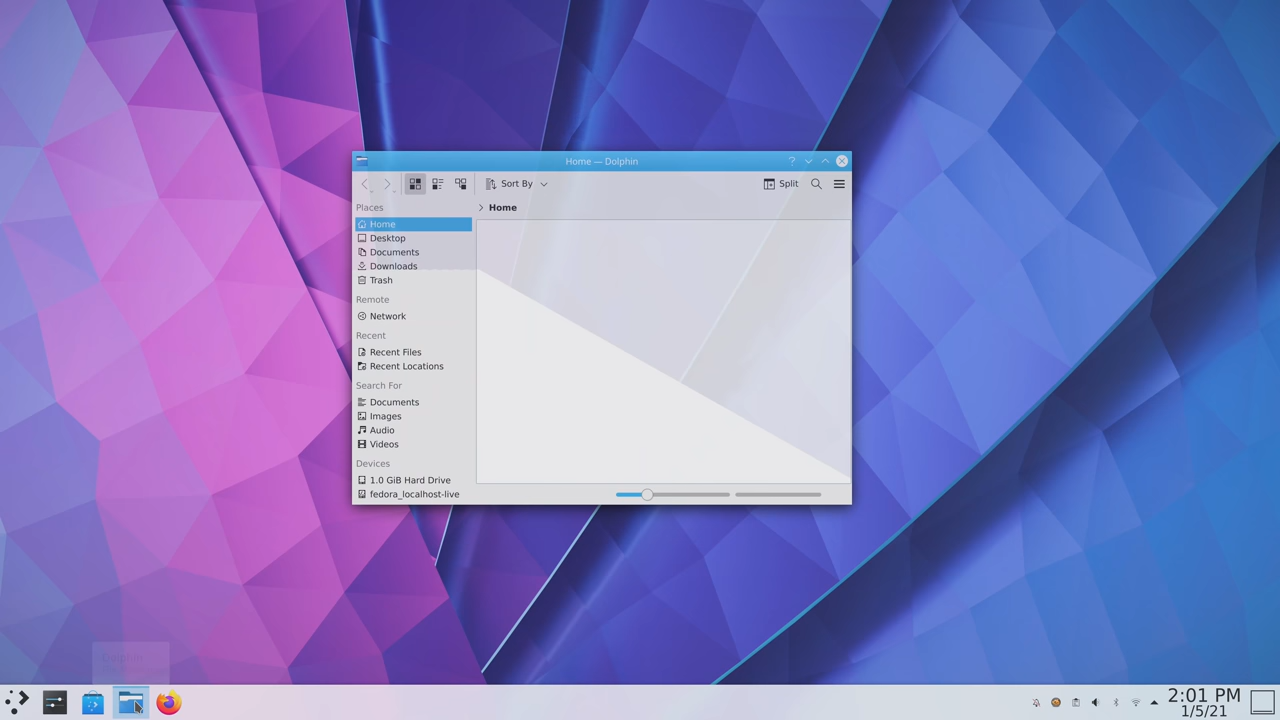 Home — Dolphin
Sort By
Split
Places
Home
Home
Desktop
Documents
Downloads
Trash
Remote
Network
Recent
Recent Files
Recent Locations
Search For
Documents
Images
Audio
Videos
Devices
1.0 GiB Hard Drive
fedora_localhost-live
Dolphin
2:01 PM
1/5/21